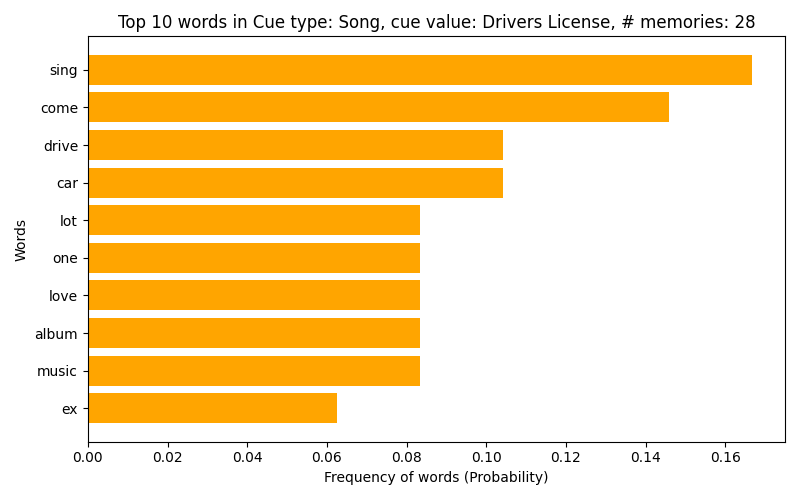 Top 10 words in Cue type: Song, cue value: Drivers License, # memories: 28
sing
come
drive
car
lot
one
love
album
music
ex
Words
0.00 0.02 0.04 0.06 0.08 0.10 0.12 0.14 0.16
Frequency of words (Probability)